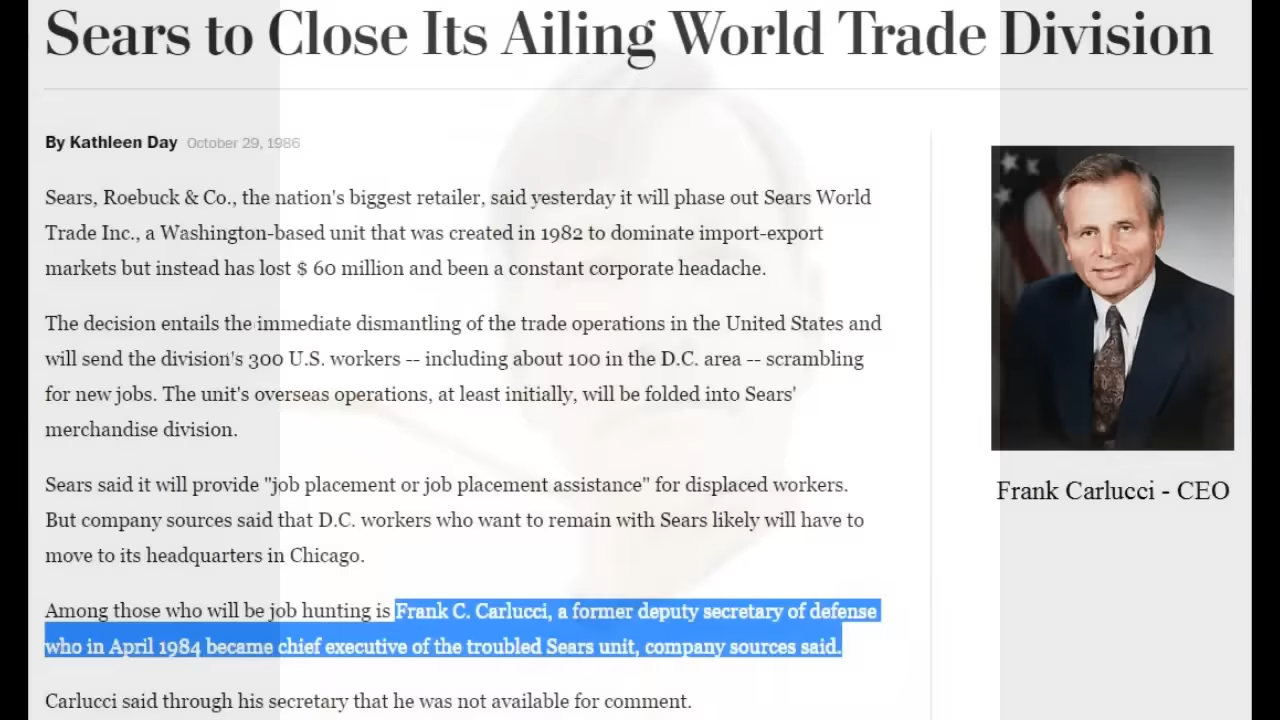 Sears to Close Its Ailing World Trade Division
By Kathleen Day October 29, 1986
Sears, Roebuck & Co., the nation's biggest retailer, said yesterday it will phase out Sears World
Trade Inc., a Washington-based unit that was created in 1982 to dominate import-export
markets but instead has lost $ 60 million and been a constant corporate headache.
The decision entails the immediate dismantling of the trade operations in the United States and
will send the division's 300 U.S. workers -- including about 100 in the D.C. area -- scrambling
for new jobs. The unit's overseas operations, at least initially, will be folded into Sears'
merchandise division.
Sears said it will provide "job placement or job placement assistance" for displaced workers.
But company sources said that D.C. workers who want to remain with Sears likely will have to
move to its headquarters in Chicago.
Among those who will be job hunting is Frank C. Carlucci, a former deputy secretary of defense
who in April 1984 became chief executive of the troubled Sears unit, company sources said.
Carlucci said through his secretary that he was not available for comment.
Frank Carlucci - CEO